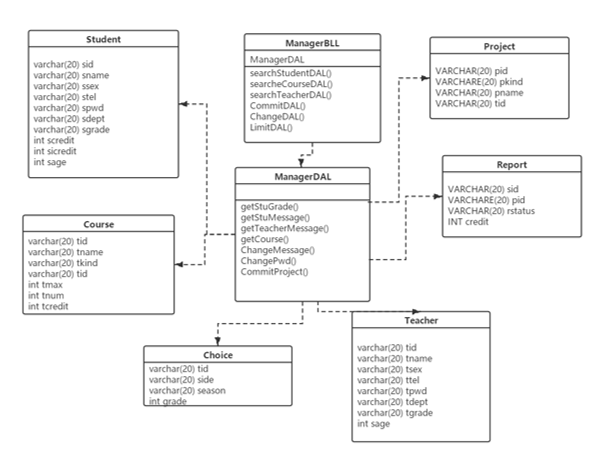 Student
varchar(20) sid
varchar(20) sname
varchar(20) ssex
varchar(20) stel
varchar(20) spwd
varchar(20) sdept
varchar(20) sgrade
int scredit
int sicredit
int sage
ManagerBLL
ManagerDAL
searchStudentDAL()
searcheCourseDAL()
searchTeacherDAL()
CommitDAL()
ChangeDAL()
LimitDAL()
Project
VARCHAR(20) pid
VARCHARE(20) pkind
VARCHAR(20) pname
VARCHAR(20) tid
ManagerDAL
getStuGrade()
getStuMessage()
getTeacherMessage()
getCourse()
ChangeMessage()
ChangePwd()
CommitProject()
Report
VARCHAR(20) sid
VARCHARE(20) pid
VARCHAR(20) rstatus
INT credit
Course
varchar(20) tid
varchar(20) tname
varchar(20) tkind
varchar(20) tid
int tmax
int tnum
int tcredit
Choice
varchar(20) tid
varchar(20) side
varchar(20) season
int grade
Teacher
varchar(20) tid
varchar(20) tname
varchar(20) tsex
varchar(20) ttel
varchar(20) tpwd
varchar(20) tdept
varchar(20) tgrade
int sage